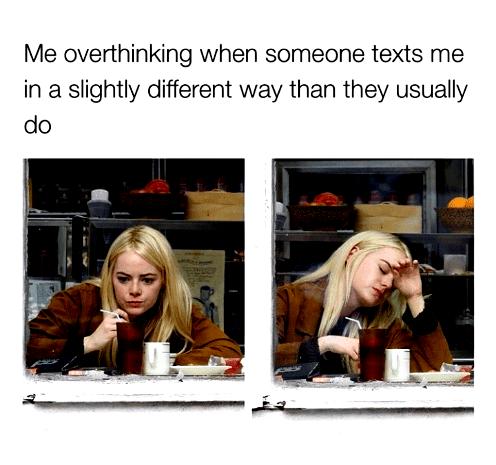 Me overthinking when someone texts me
in a slightly different way than they usually
do